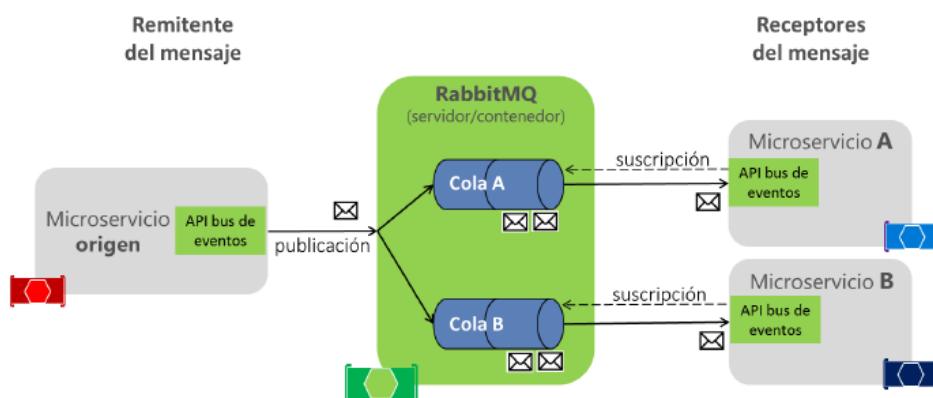 Remitente
del mensaje
Receptores
del mensaje
RabbitMQ
(servidor/contenedor)
Microservicio
origen
API bus de
eventos
publicación
Cola A
suscripción
Microservicio A
API bus de
eventos
Cola B
suscripción
Microservicio B
API bus de
eventos